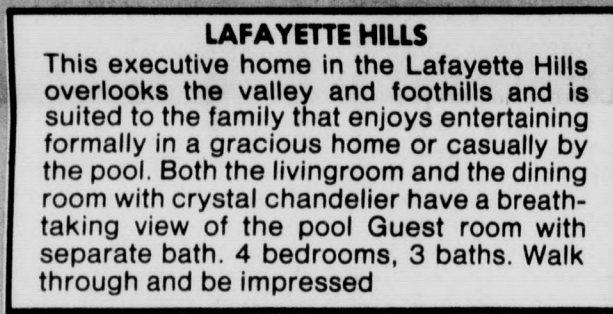 LAFAYETTE HILLS
This executive home in the Lafayette Hills
overlooks the valley and foothills and is
suited to the family that enjoys entertaining
formally in a gracious home or casually by
the pool. Both the livingroom and the dining
room with crystal chandelier have a breath-
taking view of the pool Guest room with
separate bath. 4 bedrooms, 3 baths. Walk
through and be impressed